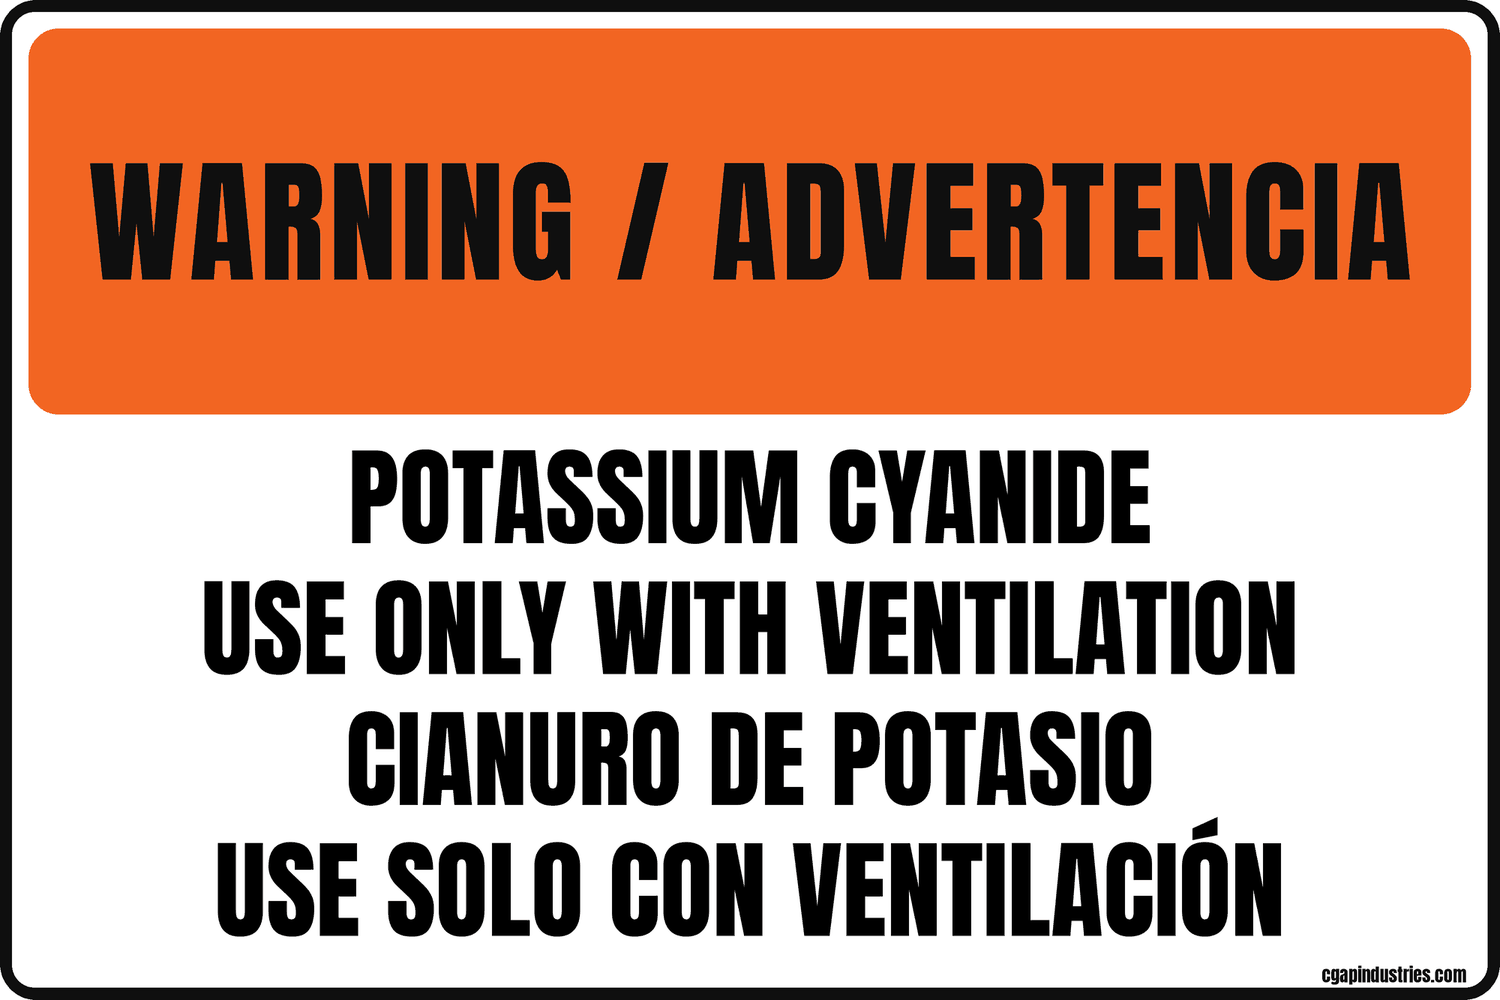 WARNING / ADVERTENCIA
POTASSIUM CYANIDE
USE ONLY WITH VENTILATION
CIANURO DE POTASIO
USE SOLO CON VENTILACIÓN
cgapindustries.com